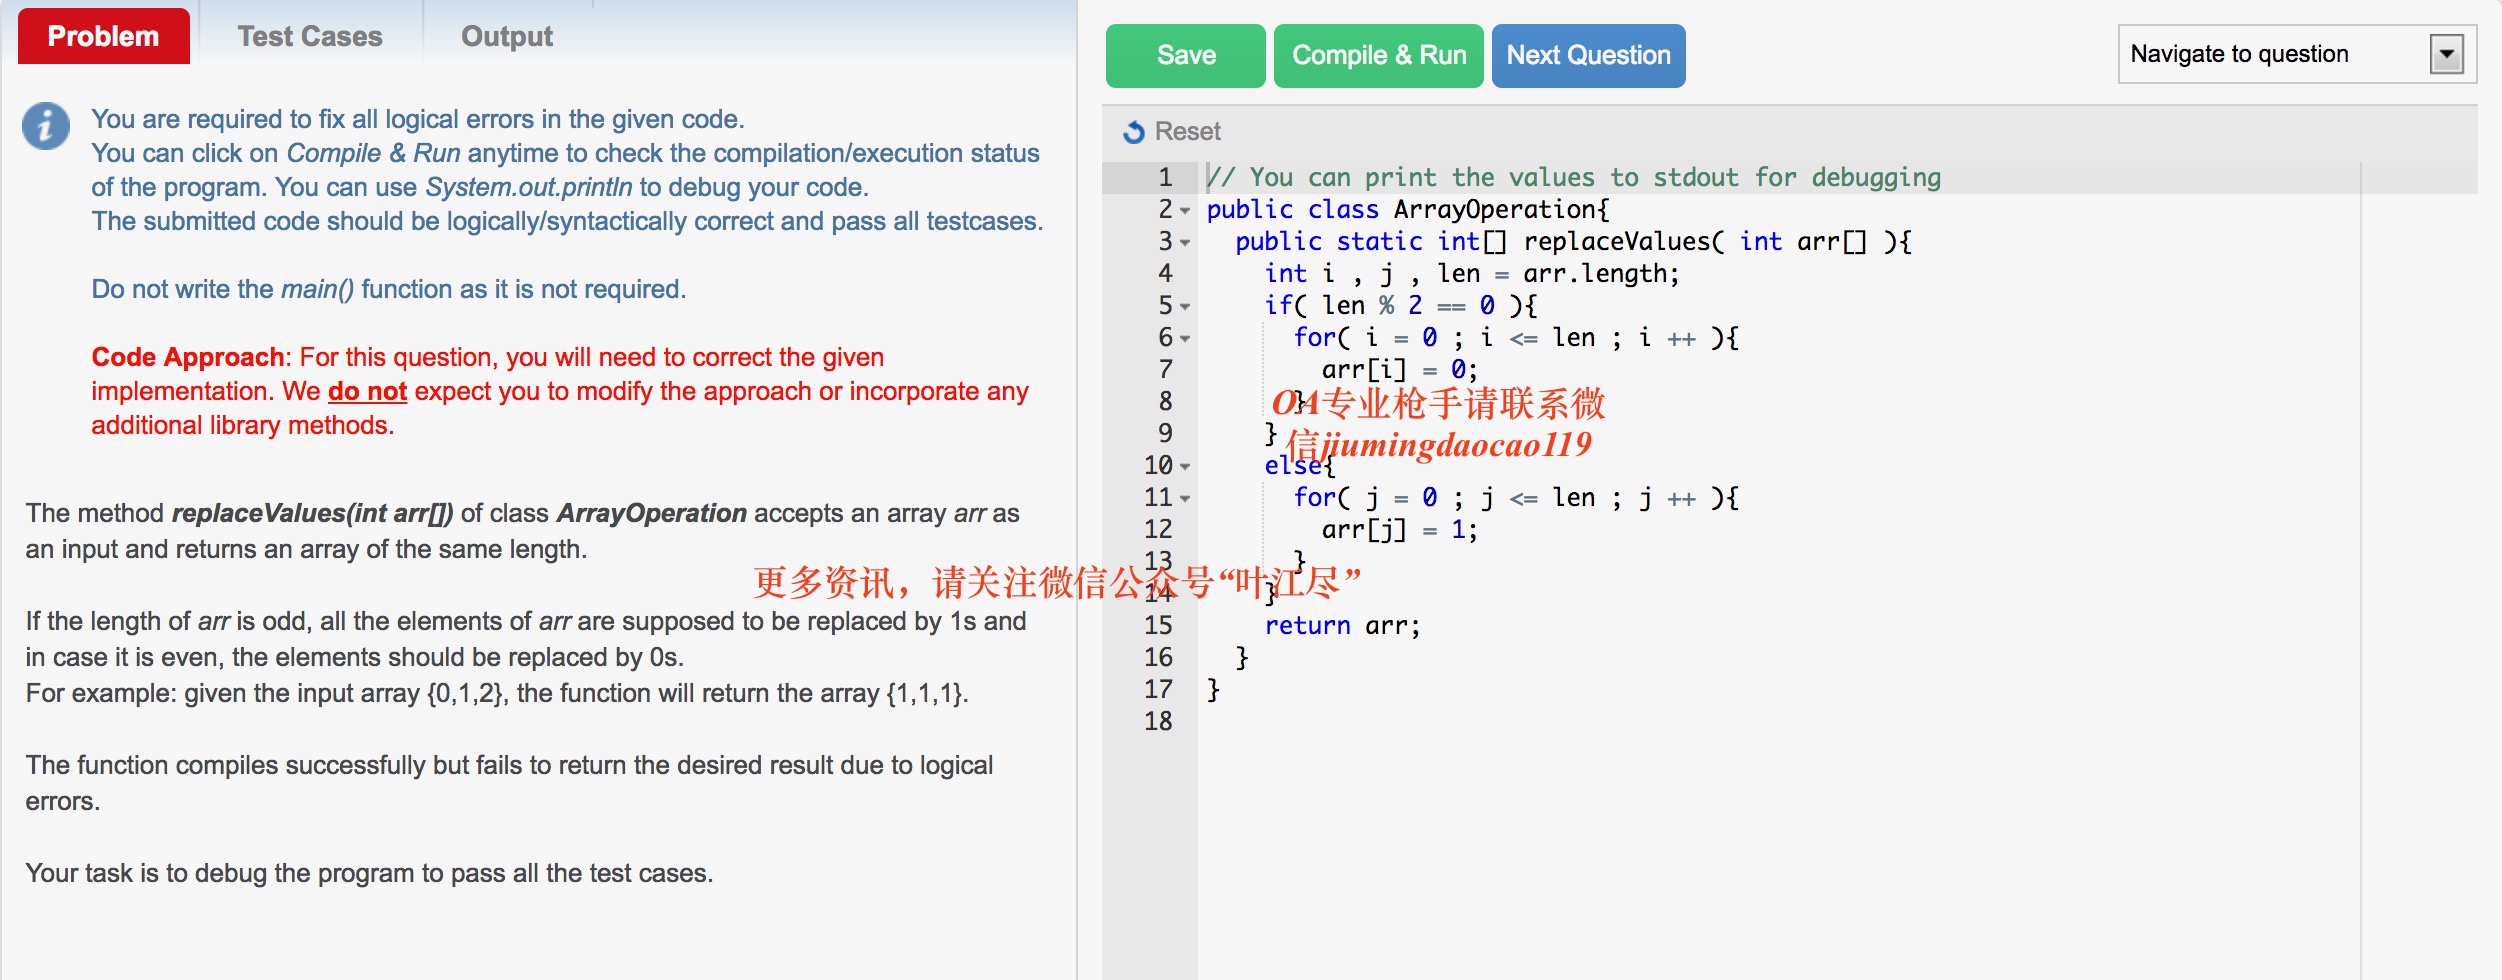 Problem
Test Cases
Output
You are required to fix all logical errors in the given code.
You can click on Compile & Run anytime to check the compilation/execution status
of the program. You can use System.out.println to debug your code.
The submitted code should be logically/syntactically correct and pass all testcases.
Do not write the main() function as it is not required.
Code Approach: For this question, you will need to correct the given
implementation. We do not expect you to modify the approach or incorporate any
additional library methods.
The method replaceValues(int arr[]) of class ArrayOperation accepts an array arr as
an input and returns an array of the same length.
If the length of arr is odd, all the elements of arr are supposed to be replaced by 1s and
in case it is even, the elements should be replaced by 0s.
For example: given the input array {0,1,2}, the function will return the array {1,1,1}.
The function compiles successfully but fails to return the desired result due to logical
errors.
Your task is to debug the program to pass all the test cases.
Save
Compile & Run
Next Question
Navigate to question
Reset
1 // You can print the values to stdout for debugging
2 public class ArrayOperation{
3 public static int[] replaceValues( int arr[] ){
4 int i , j , len = arr.length;
5 if( len % 2 == 0 ){
6 for( i = 0 ; i <= len ; i ++ ){
7 arr[i] = 0;
8 }
9 }
10 else{
11 for( j = 0 ; j <= len ; j ++ ){
12 arr[j] = 1;
13 }
14 }
15 return arr;
16 }
17 }
18
OA专业枪手请联系微
信jiumingdaocao119
更多资讯，请关注微信公众号“叶江尽”